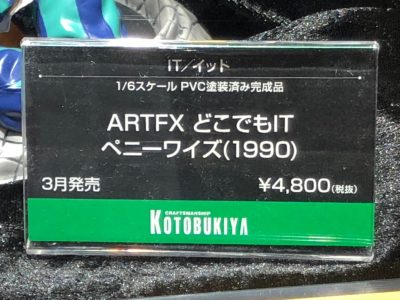 IT/イット
1/6スケール PVC塗装済み完成品
ARTFX どこでもIT
ペニーワイズ(1990)
3月発売 ¥4,800(税抜)
CRAFTSMANSHIP
KOTOBUKIYA